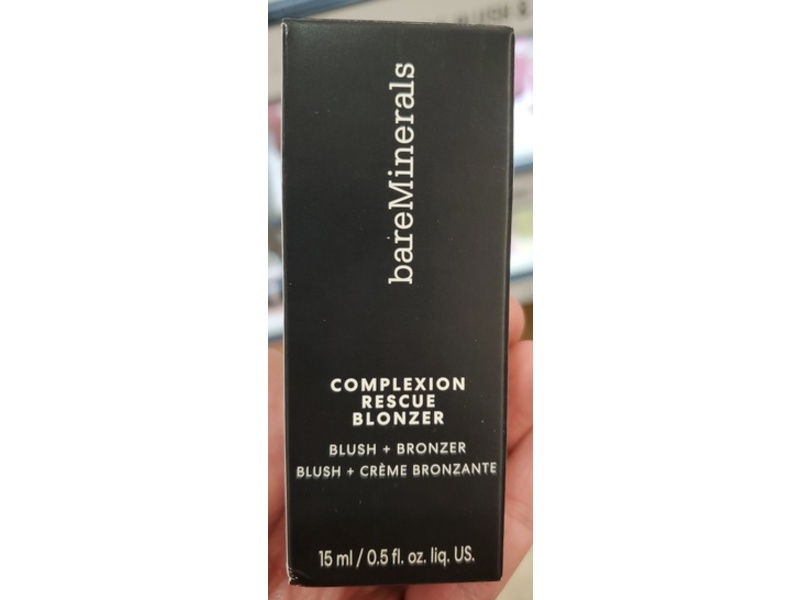 bareMinerals
COMPLEXION
RESCUE
BLONZER
BLUSH + BRONZER
BLUSH + CRÈME BRONZANTE
15 ml / 0.5 fl. oz. liq. US.